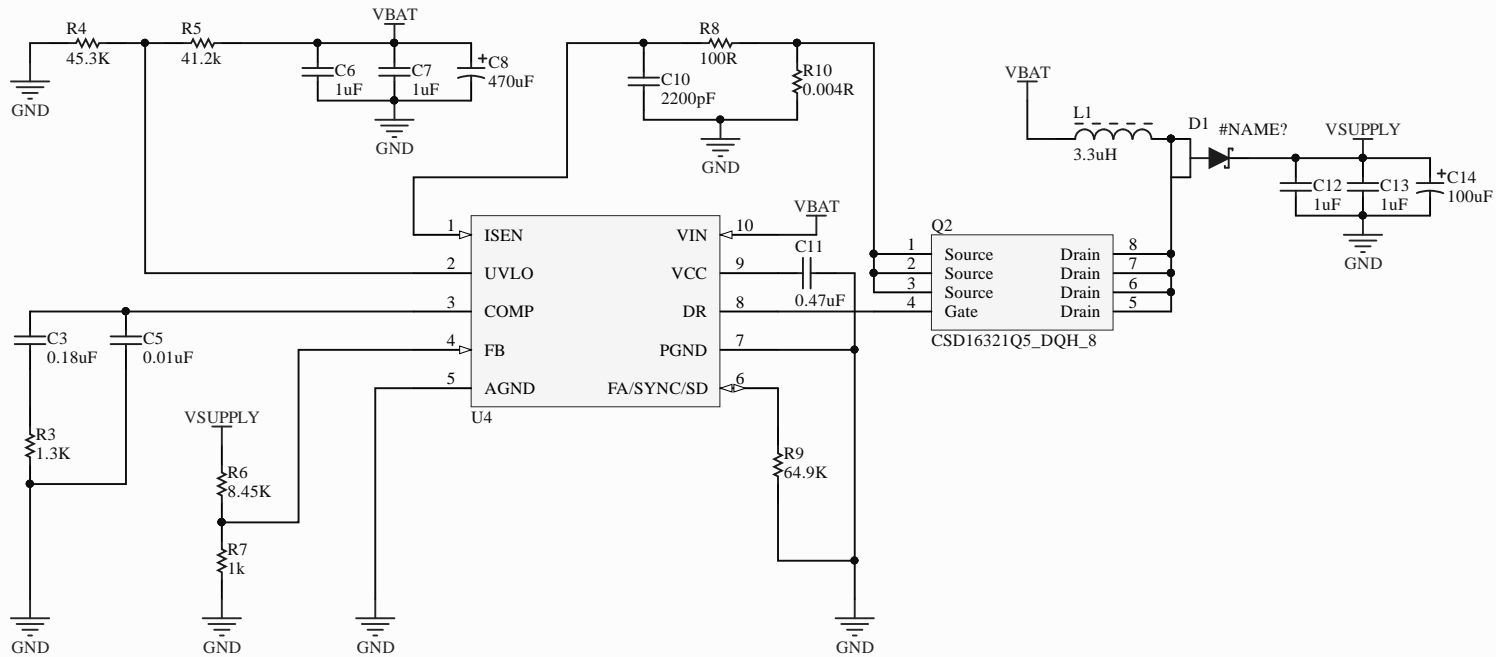 VBAT
R4
45.3K
R5
41.2k
C6
1uF
C7
1uF
C8
470uF
GND
GND
R8
100R
C10
2200pF
R10
0.004R
GND
VBAT
L1
3.3uH
D1
#NAME?
VSUPPLY
C12
1uF
C13
1uF
C14
100uF
GND
1
ISEN
2
UVLO
3
COMP
4
FB
5
AGND
VIN
10
VCC
9
DR
8
PGND
7
FA/SYNC/SD
6
U4
VBAT
C11
0.47uF
Q2
1
Source
2
Source
3
Source
4
Gate
Drain
8
Drain
7
Drain
6
Drain
5
CSD16321Q5_DQH_8
C3
0.18uF
C5
0.01uF
R3
1.3K
VSUPPLY
R6
8.45K
R7
1k
R9
64.9K
GND
GND
GND
GND